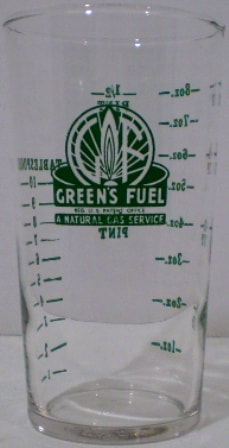 1/2
PINT
8oz.
7oz.
6oz.
5oz.
4oz.
3oz.
2oz.
1oz.
10
9
8
7
6
5
4
3
2
1
GREEN'S FUEL
REG. U.S. PATENT OFFICE
A NATURAL GAS SERVICE
PINT